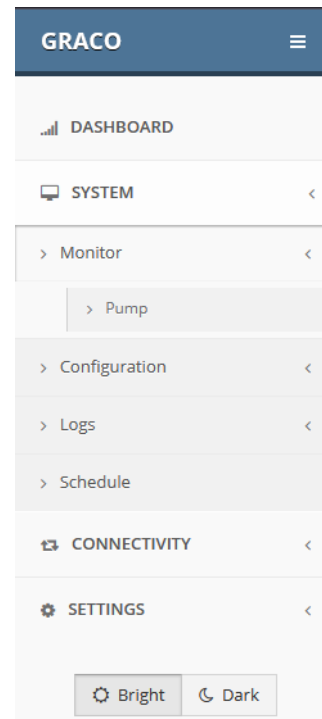 GRACO
DASHBOARD
SYSTEM
Monitor
Pump
Configuration
Logs
Schedule
CONNECTIVITY
SETTINGS
Bright Dark